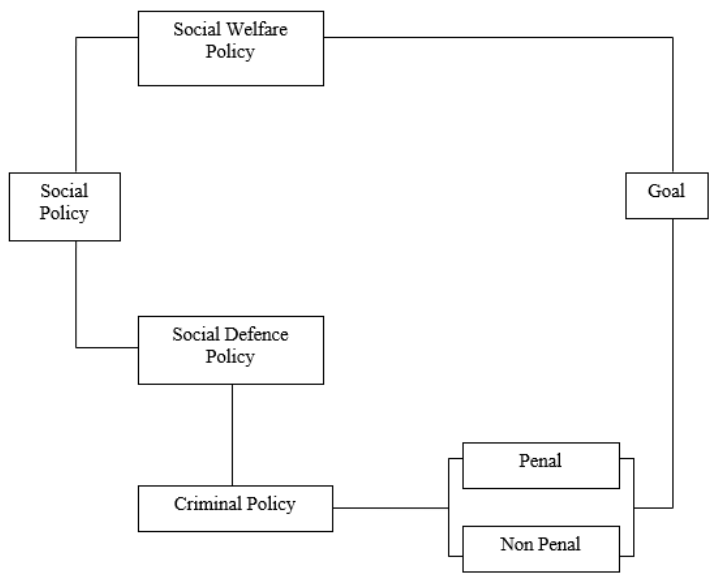 Social Welfare
Policy
Social
Policy
Goal
Social Defence
Policy
Penal
Criminal Policy
Non Penal